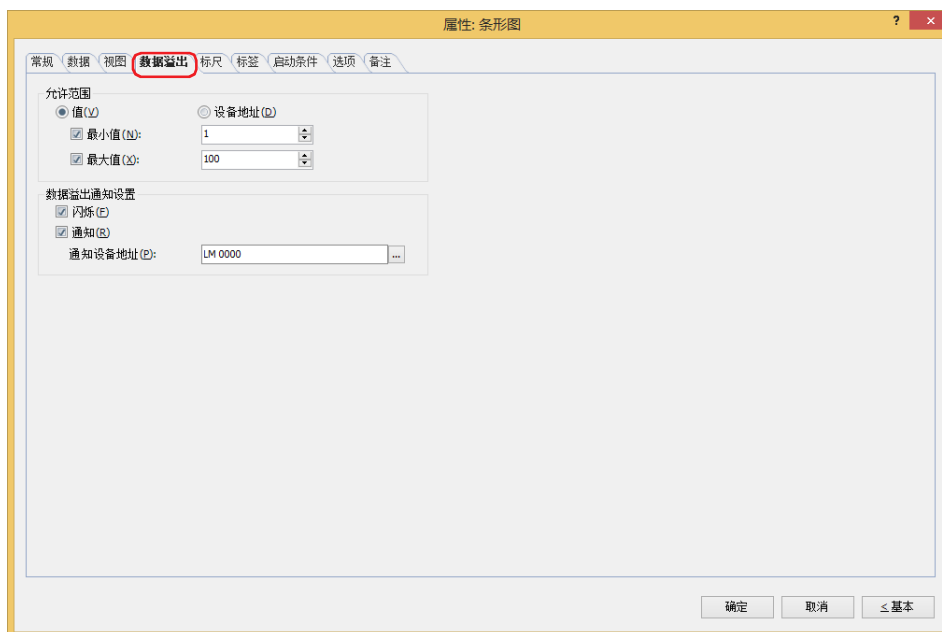 属性: 条形图
? ×
常规 数据 视图 数据溢出 标尺 标签 启动条件 选项 备注
允许范围
值(V) 设备地址(D)
最小值(N): 1
最大值(X): 100
数据溢出通知设置
闪烁(F)
通知(R)
通知设备地址(P): LM 0000 ...
确定 取消 ≤基本